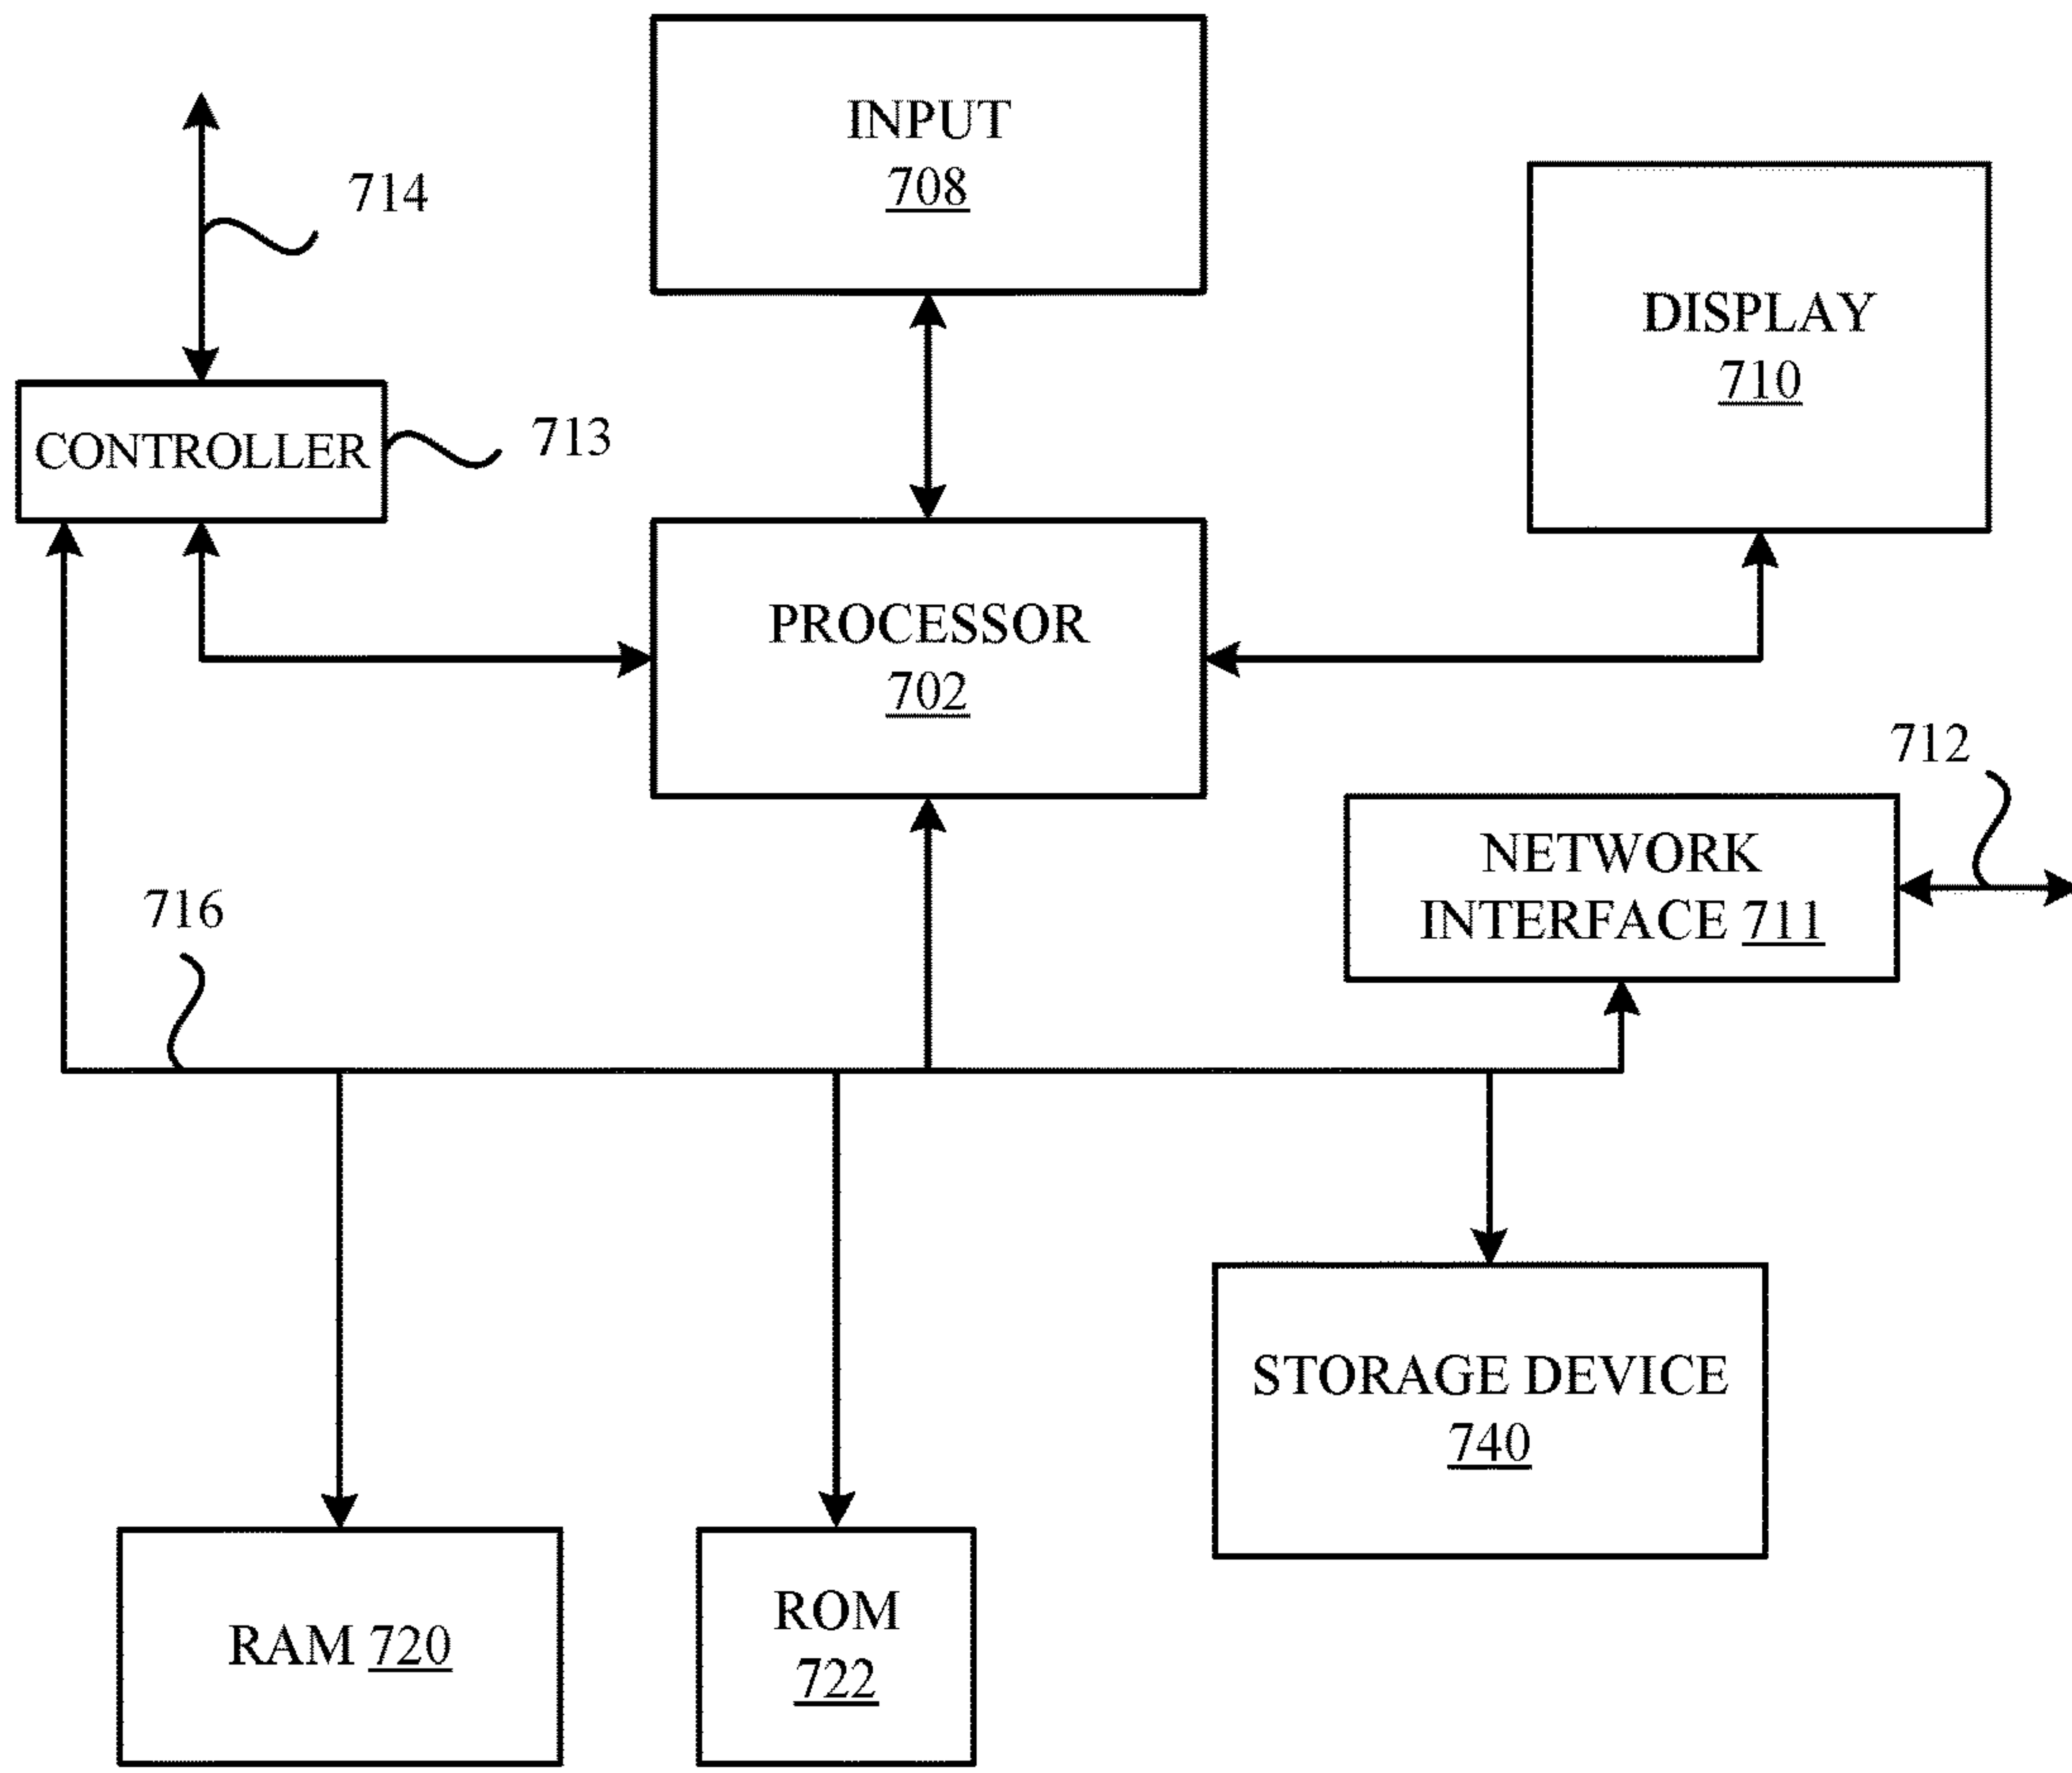 INPUT
708
714
DISPLAY
710
CONTROLLER
713
PROCESSOR
702
712
NETWORK
INTERFACE 711
716
STORAGE DEVICE
740
RAM 720
ROM
722